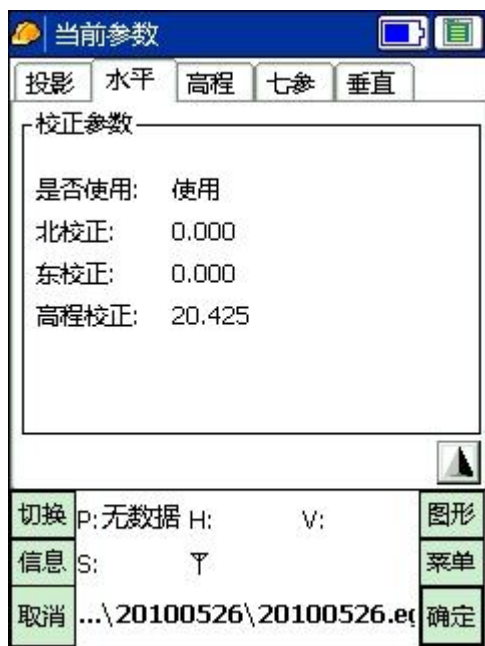 当前参数
投影 水平 高程 七参 垂直
校正参数
是否使用: 使用
北校正: 0.000
东校正: 0.000
高程校正: 20.425
切换 P:无数据 H: V: 图形
信息 S: 菜单
取消 ...\20100526\20100526.eg 确定